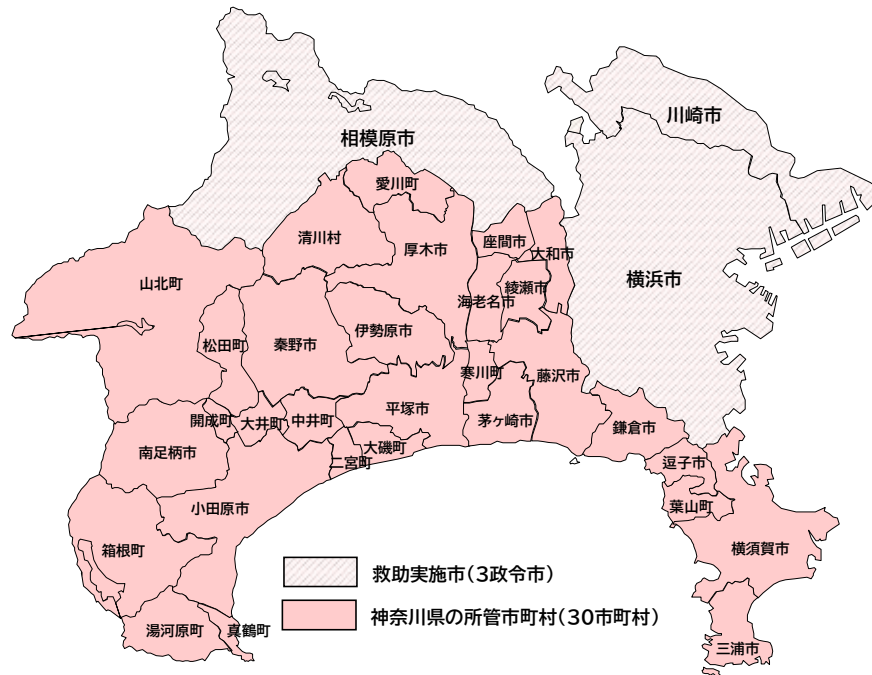 川崎市
相模原市
愛川町
清川村
厚木市
座間市
大和市
横浜市
山北町
綾瀬市
海老名市
松田町
秦野市
伊勢原市
寒川町
藤沢市
開成町
大井町
中井町
平塚市
茅ヶ崎市
鎌倉市
南足柄市
二宮町
大磯町
逗子市
小田原市
葉山町
箱根町
横須賀市
湯河原町
真鶴町
三浦市
救助実施市(3政令市)
神奈川県の所管市町村(30市町村)